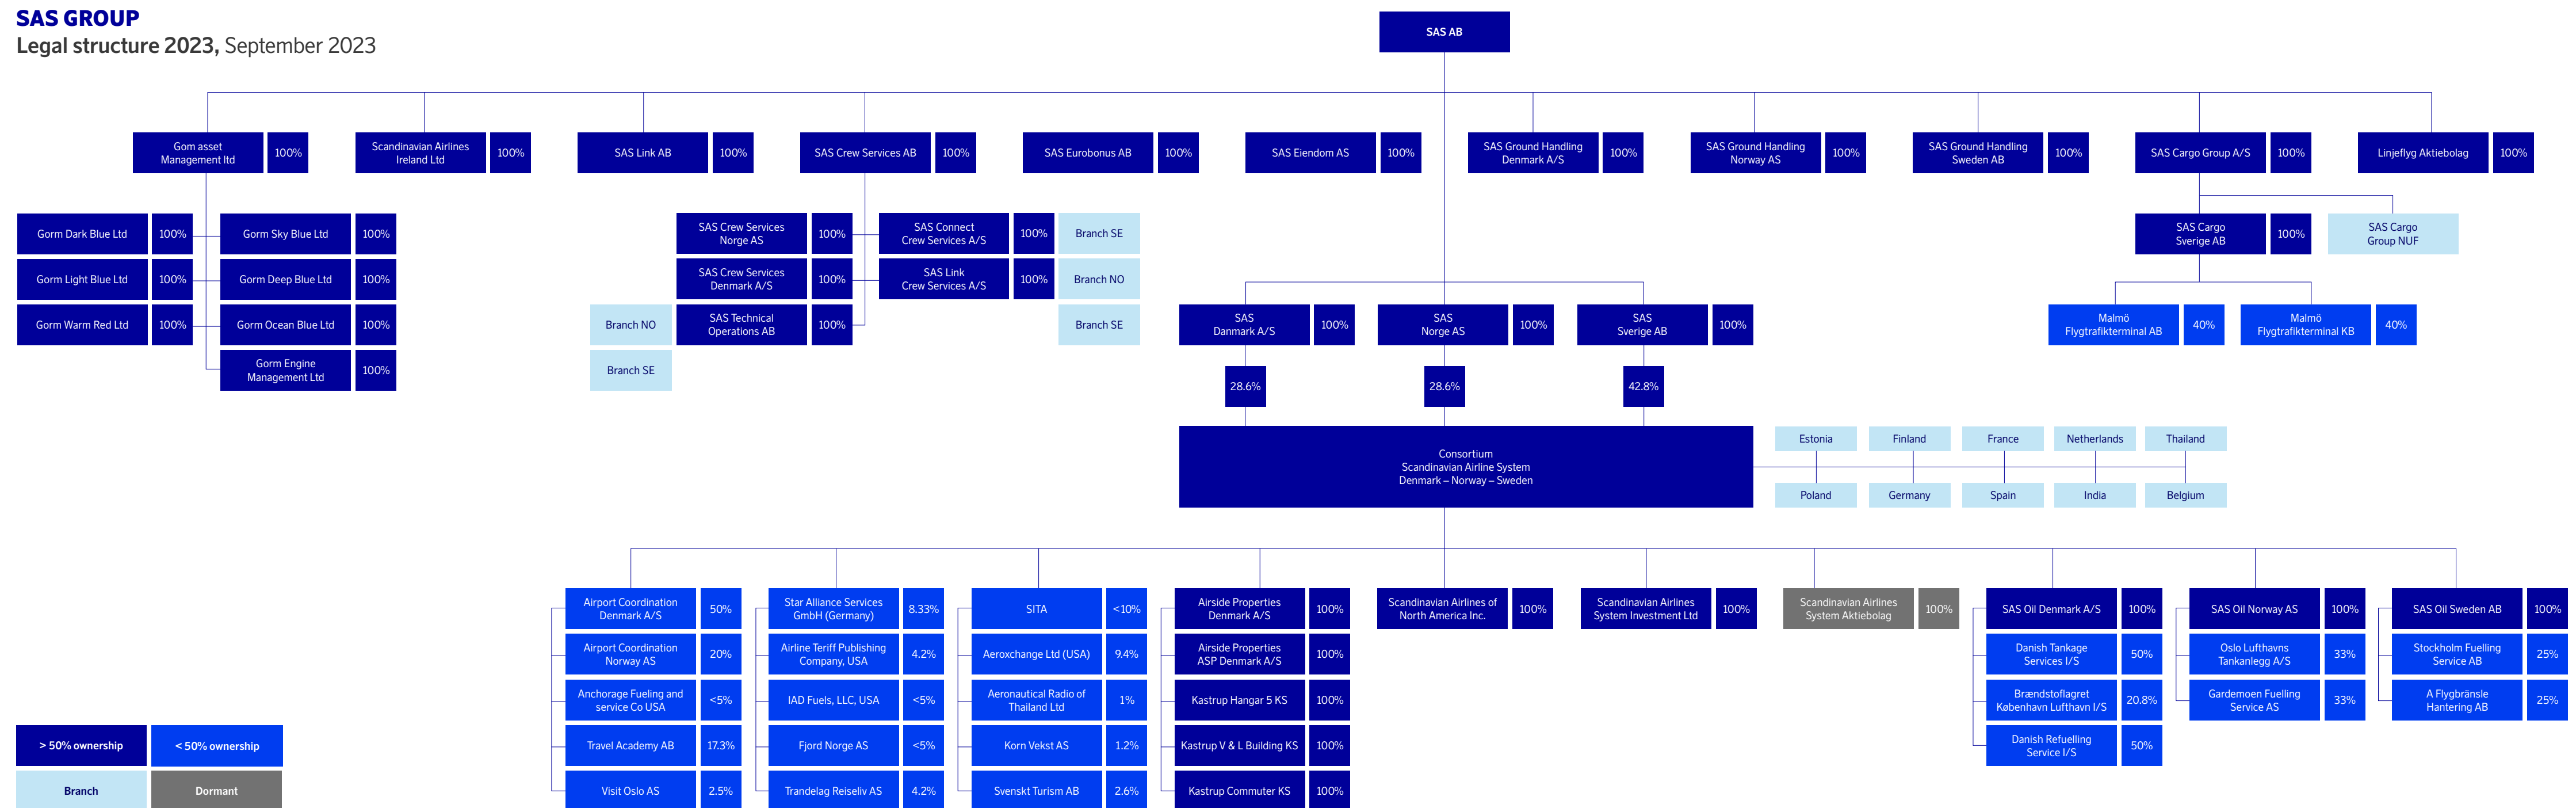 SAS GROUP
Legal structure 2023, September 2023
SAS AB
Gom asset
Management ltd
100%
Scandinavian Airlines
Ireland Ltd
100%
SAS Link AB
100%
SAS Crew Services AB
100%
SAS Eurobonus AB
100%
SAS Eiendom AS
100%
SAS Ground Handling
Denmark A/S
100%
SAS Ground Handling
Norway AS
100%
SAS Ground Handling
Sweden AB
100%
SAS Cargo Group A/S
100%
Linjeflyg Aktiebolag
100%
Gorm Dark Blue Ltd
100%
Gorm Sky Blue Ltd
100%
Gorm Light Blue Ltd
100%
Gorm Deep Blue Ltd
100%
Gorm Warm Red Ltd
100%
Gorm Ocean Blue Ltd
100%
Gorm Engine
Management Ltd
100%
SAS Crew Services
Norge AS
100%
SAS Connect
Crew Services A/S
100%
Branch SE
SAS Crew Services
Denmark A/S
100%
SAS Link
Crew Services A/S
100%
Branch NO
Branch NO
SAS Technical
Operations AB
100%
Branch SE
Branch SE
SAS Cargo
Sverige AB
100%
SAS Cargo
Group NUF
Malmö
Flygtrafikterminal AB
40%
Malmö
Flygtrafikterminal KB
40%
SAS
Danmark A/S
100%
SAS
Norge AS
100%
SAS
Sverige AB
100%
28.6%
28.6%
42.8%
Consortium
Scandinavian Airline System
Denmark – Norway – Sweden
Estonia
Finland
France
Netherlands
Thailand
Poland
Germany
Spain
India
Belgium
Airport Coordination
Denmark A/S
50%
Airport Coordination
Norway AS
20%
Anchorage Fueling and
service Co USA
<5%
Travel Academy AB
17.3%
Visit Oslo AS
2.5%
Star Alliance Services
GmbH (Germany)
8.33%
Airline Teriff Publishing
Company, USA
4.2%
IAD Fuels, LLC, USA
<5%
Fjord Norge AS
<5%
Trandelag Reiseliv AS
4.2%
SITA
<10%
Aeroxchange Ltd (USA)
9.4%
Aeronautical Radio of
Thailand Ltd
1%
Korn Vekst AS
1.2%
Svenskt Turism AB
2.6%
Airside Properties
Denmark A/S
100%
Airside Properties
ASP Denmark A/S
100%
Kastrup Hangar 5 KS
100%
Kastrup V & L Building KS
100%
Kastrup Commuter KS
100%
Scandinavian Airlines of
North America Inc.
100%
Scandinavian Airlines
System Investment Ltd
100%
Scandinavian Airlines
System Aktiebolag
100%
SAS Oil Denmark A/S
100%
Danish Tankage
Services I/S
50%
Brændstoflagret
København Lufthavn I/S
20.8%
Danish Refuelling
Service I/S
50%
SAS Oil Norway AS
100%
Oslo Lufthavns
Tankanlegg A/S
33%
Gardemoen Fuelling
Service AS
33%
SAS Oil Sweden AB
100%
Stockholm Fuelling
Service AB
25%
A Flygbränsle
Hantering AB
25%
> 50% ownership
< 50% ownership
Branch
Dormant